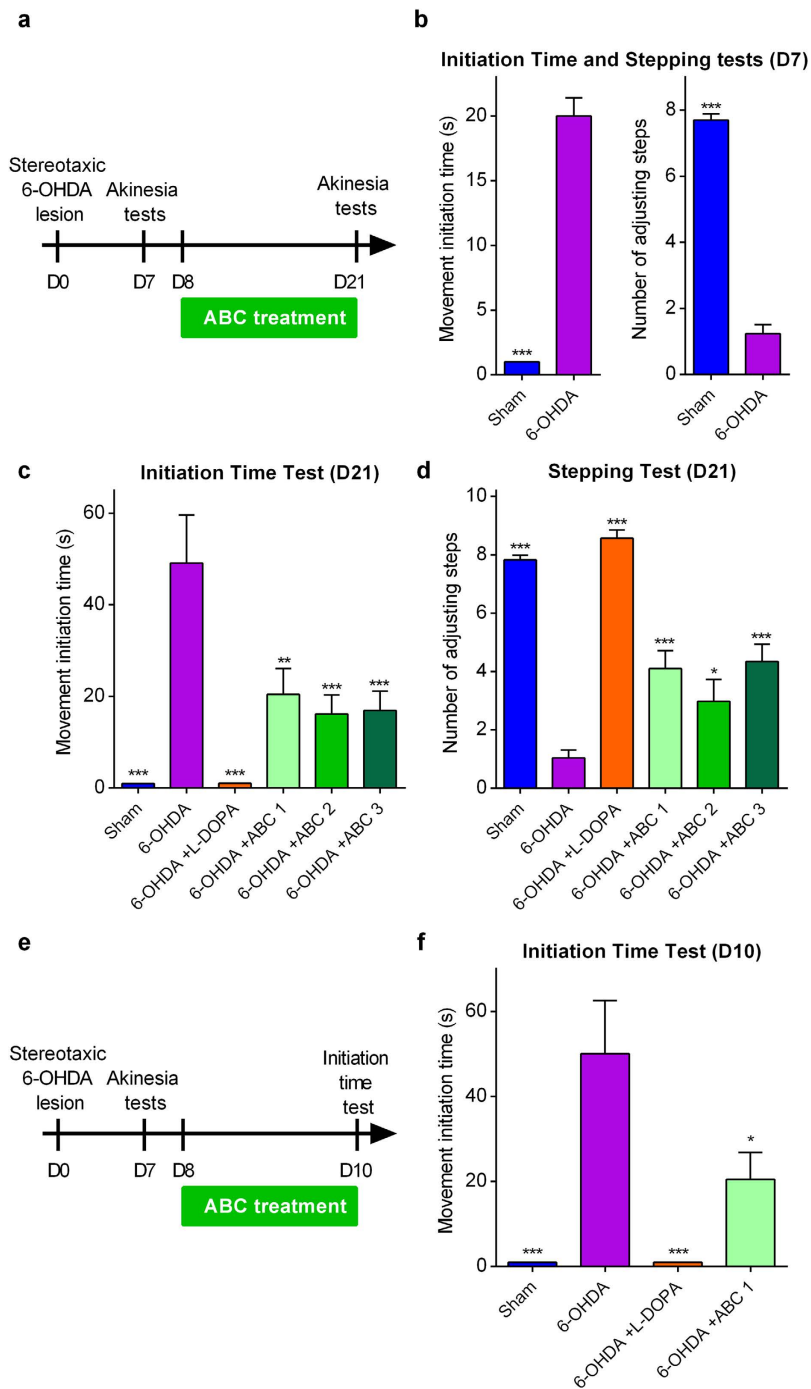 a
Stereotaxic
6-OHDA
lesion
Akinesia
tests
Akinesia
tests
D0
D7
D8
D21
ABC treatment
b
Initiation Time and Stepping tests (D7)
Movement initiation time (s)
20
15
10
5
0
***
Sham
6-OHDA
Number of adjusting steps
8
6
4
2
0
***
Sham
6-OHDA
c
Initiation Time Test (D21)
Movement initiation time (s)
60
40
20
0
***
***
**
***
***
Sham
6-OHDA
6-OHDA +L-DOPA
6-OHDA +ABC 1
6-OHDA +ABC 2
6-OHDA +ABC 3
d
Stepping Test (D21)
Number of adjusting steps
10
8
6
4
2
0
***
***
***
*
***
Sham
6-OHDA
6-OHDA +L-DOPA
6-OHDA +ABC 1
6-OHDA +ABC 2
6-OHDA +ABC 3
e
Stereotaxic
6-OHDA
lesion
Akinesia
tests
Initiation
time
test
D0
D7
D8
D10
ABC treatment
f
Initiation Time Test (D10)
Movement initiation time (s)
60
40
20
0
***
***
*
Sham
6-OHDA
6-OHDA +L-DOPA
6-OHDA +ABC 1